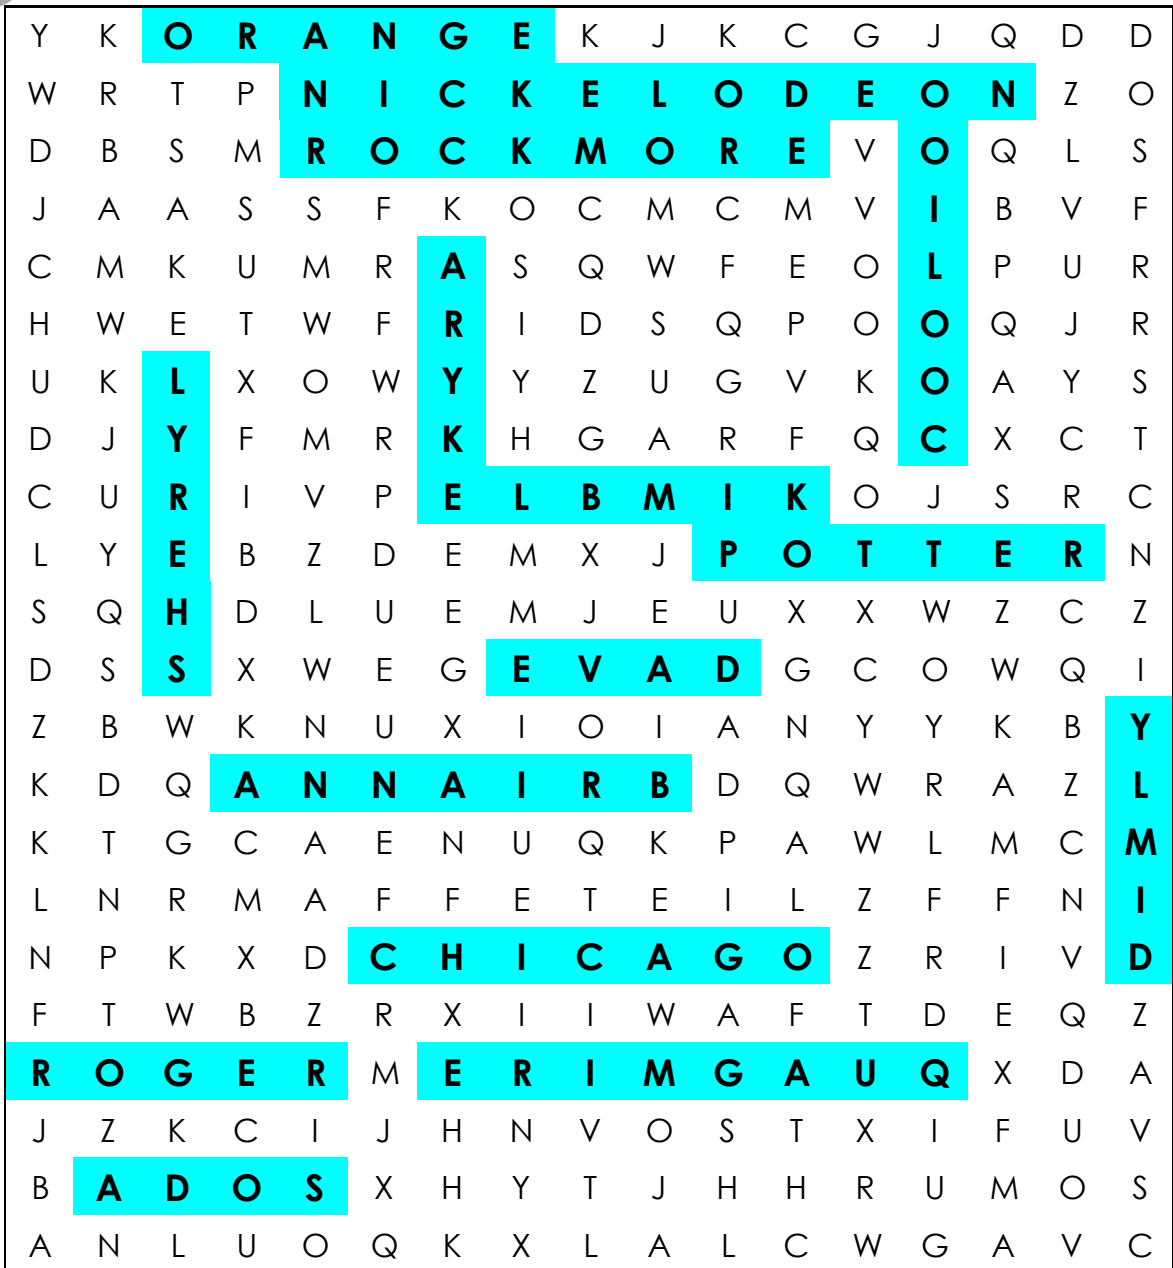 Y K O R A N G E K J K C G J Q D D
W R T P N I C K E L O D E O N Z O
D B S M R O C K M O R E V O Q L S
J A A S S F K O C M C M V I B V F
C M K U M R A S Q W F E O L P U R
H W E T W F R I D S Q P O O Q J R
U K L X O W Y Y Z U G V K O A Y S
D J Y F M R K H G A R F Q C X C T
C U R I V P E L B M I K O J S R C
L Y E B Z D E M X J P O T T E R N
S Q H D L U E M J E U X X W Z C Z
D S S X W E G E V A D G C O W Q I
Z B W K N U X I O I A N Y Y K B Y
K D Q A N N A I R B D Q W R A Z L
K T G C A E N U Q K P A W L M C M
L N R M A F F E T E I L Z F F N I
N P K X D C H I C A G O Z R I V D
F T W B Z R X I I W A F T D E Q Z
R O G E R M E R I M G A U Q X D A
J Z K C I J H N V O S T X I F U V
B A D O S X H Y T J H H R U M O S
A N L U O Q K X L A L C W G A V C